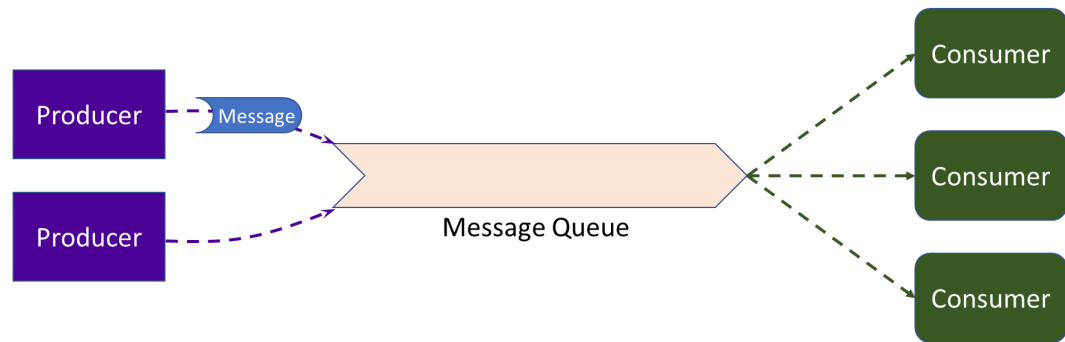 Producer
Message
Producer
Message Queue
Consumer
Consumer
Consumer